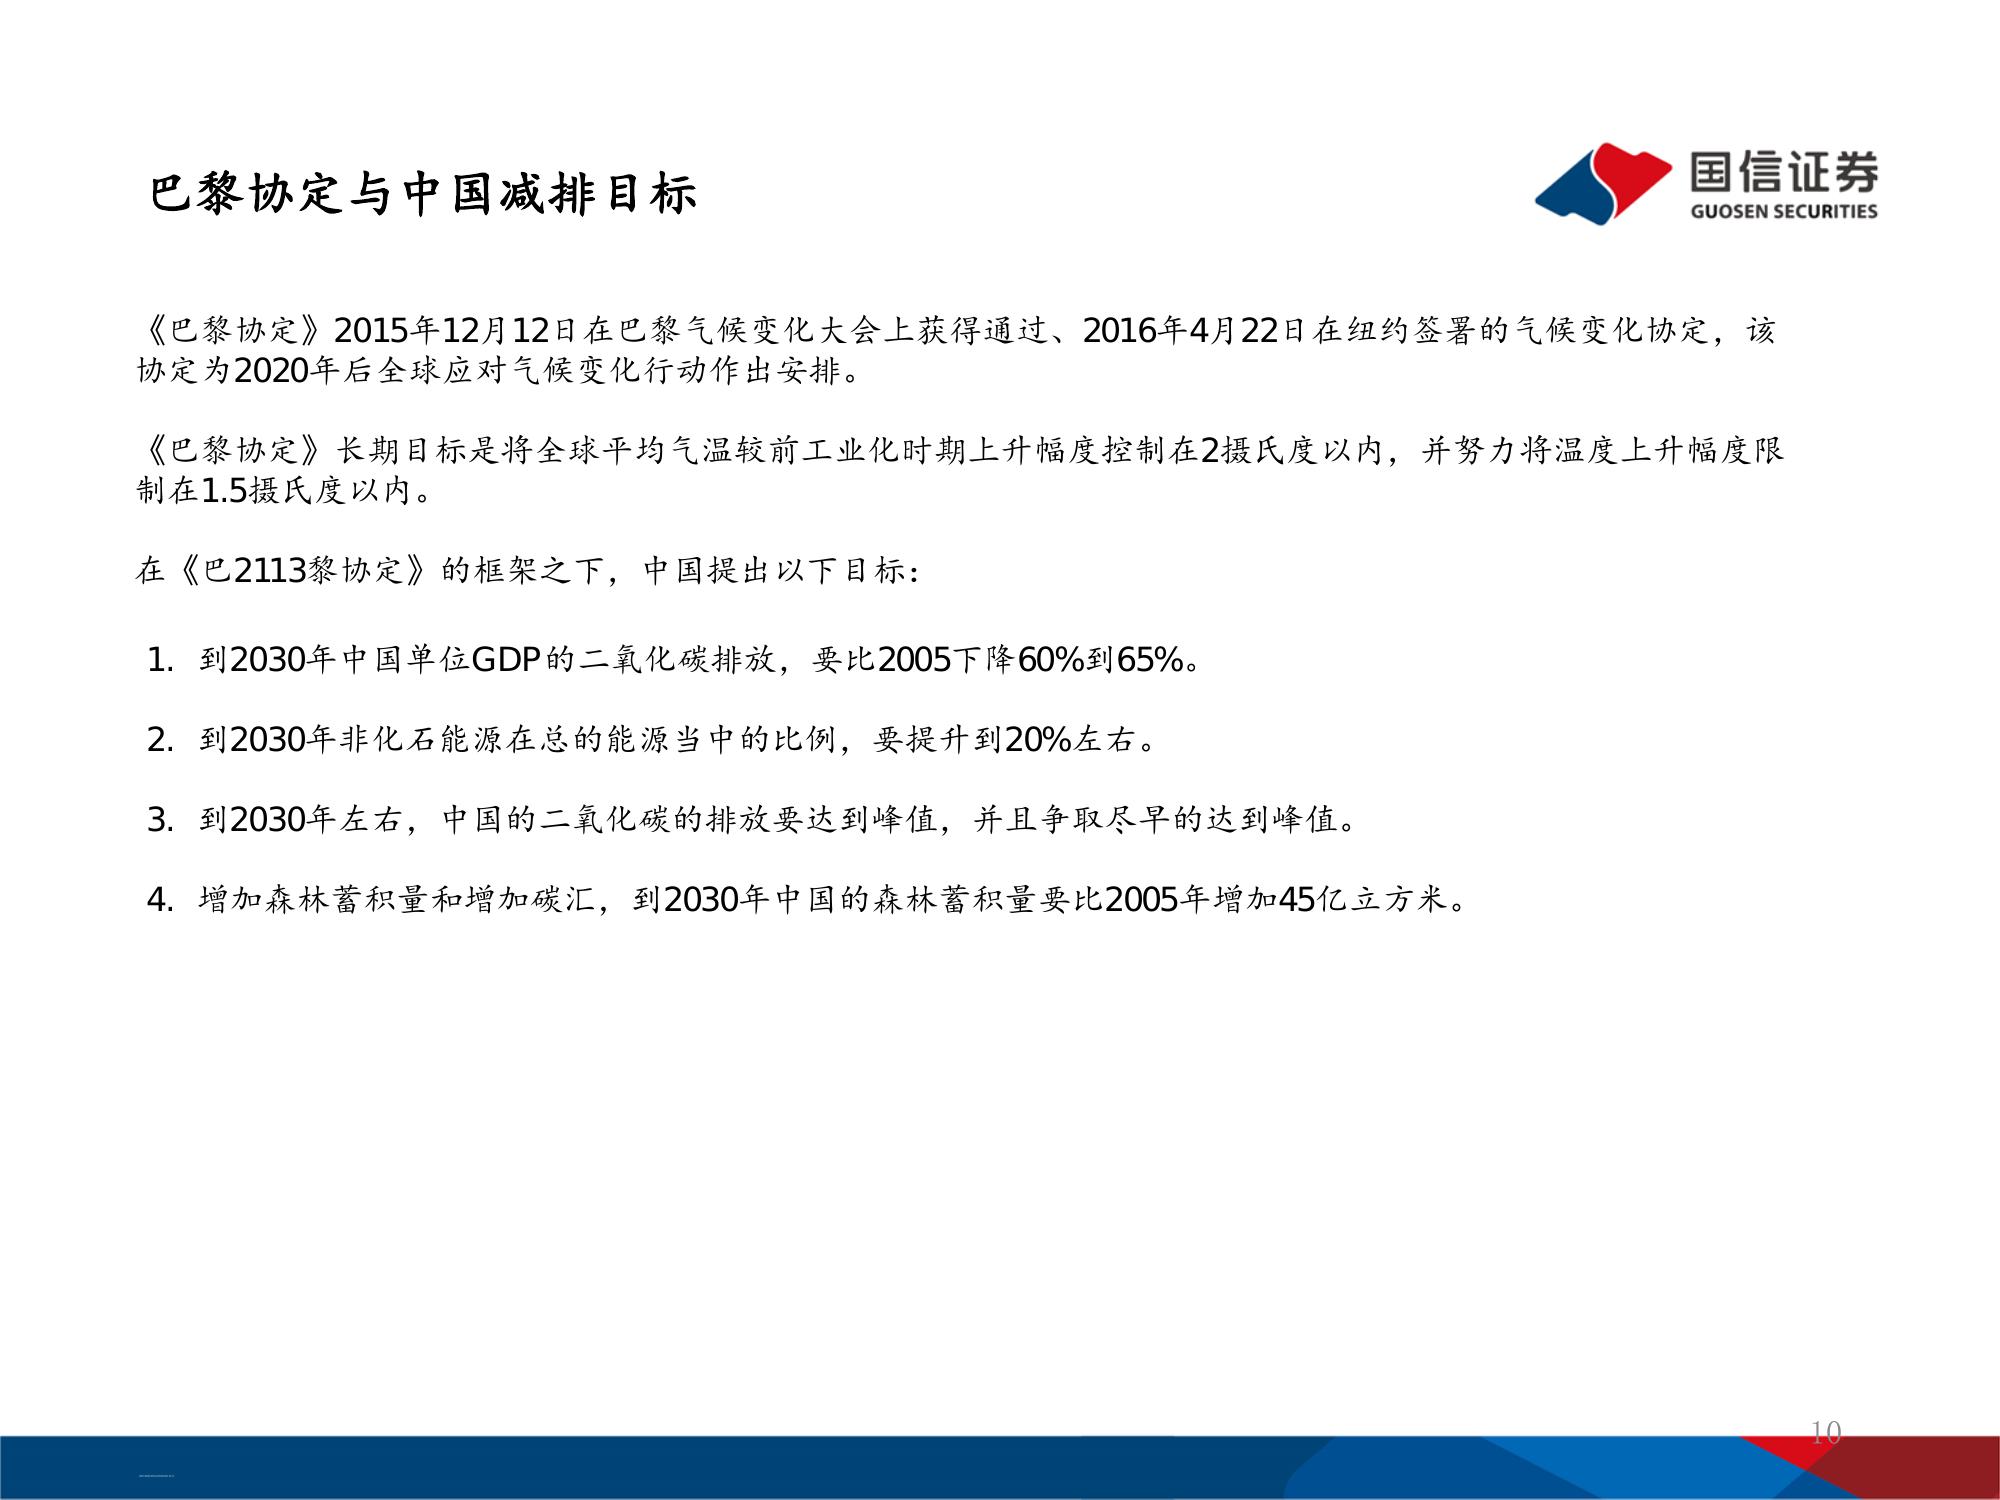 巴黎协定与中国减排目标
国信证券
GUOSEN SECURITIES
《巴黎协定》2015年12月12日在巴黎气候变化大会上获得通过、2016年4月22日在纽约签署的气候变化协定，该
协定为2020年后全球应对气候变化行动作出安排。
《巴黎协定》长期目标是将全球平均气温较前工业化时期上升幅度控制在2摄氏度以内，并努力将温度上升幅度限
制在1.5摄氏度以内。
在《巴2113黎协定》的框架之下，中国提出以下目标：
1. 到2030年中国单位GDP的二氧化碳排放，要比2005下降60%到65%。
2. 到2030年非化石能源在总的能源当中的比例，要提升到20%左右。
3. 到2030年左右，中国的二氧化碳的排放要达到峰值，并且争取尽早的达到峰值。
4. 增加森林蓄积量和增加碳汇，到2030年中国的森林蓄积量要比2005年增加45亿立方米。
10